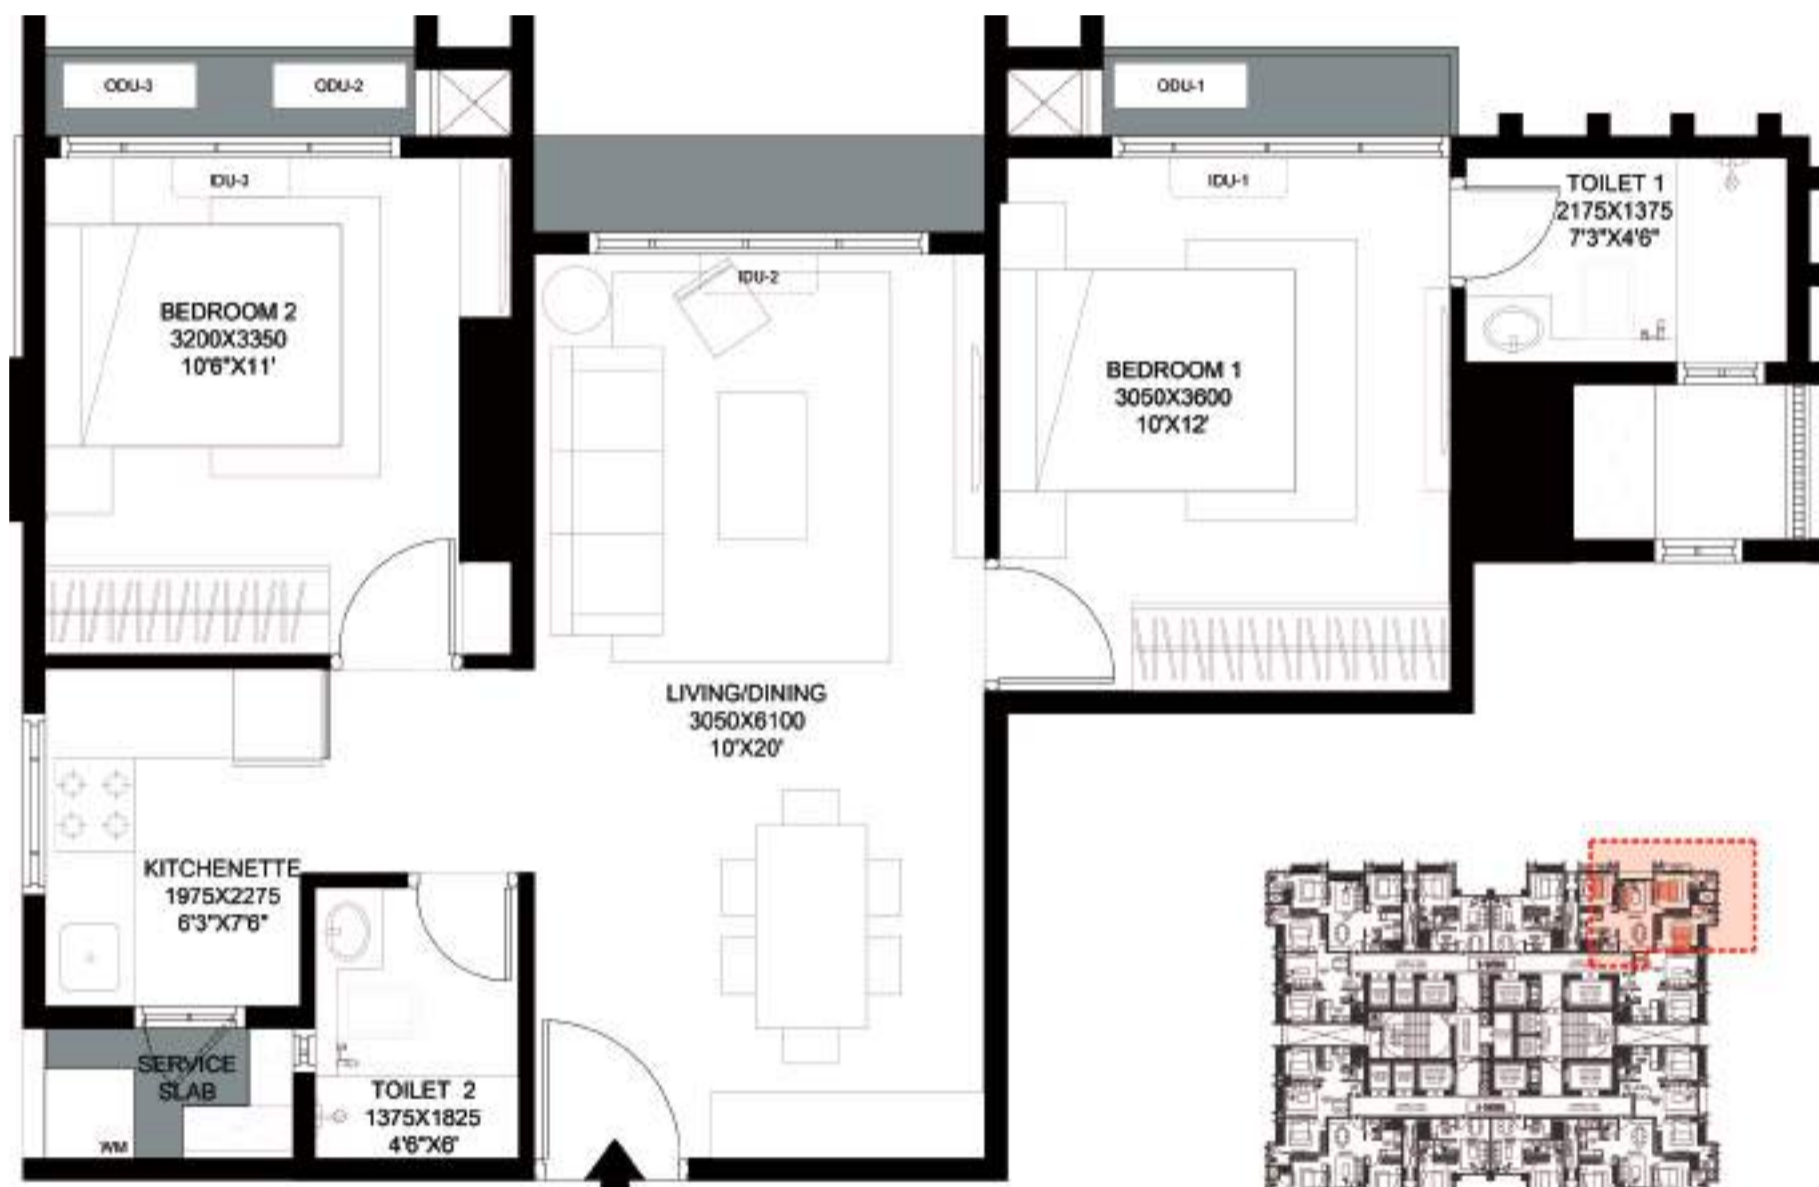 ODU-3
ODU-2
ODU-1
IDU-3
IDU-1
TOILET 1
2175X1375
7'3"X4'6"
IDU-2
BEDROOM 2
3200X3350
10'6"X11'
BEDROOM 1
3050X3600
10'X12'
LIVING/DINING
3050X6100
10'X20'
KITCHENETTE
1975X2275
6'3"X7'6"
SERVICE
SLAB
TOILET 2
1375X1825
4'6"X6'
WM